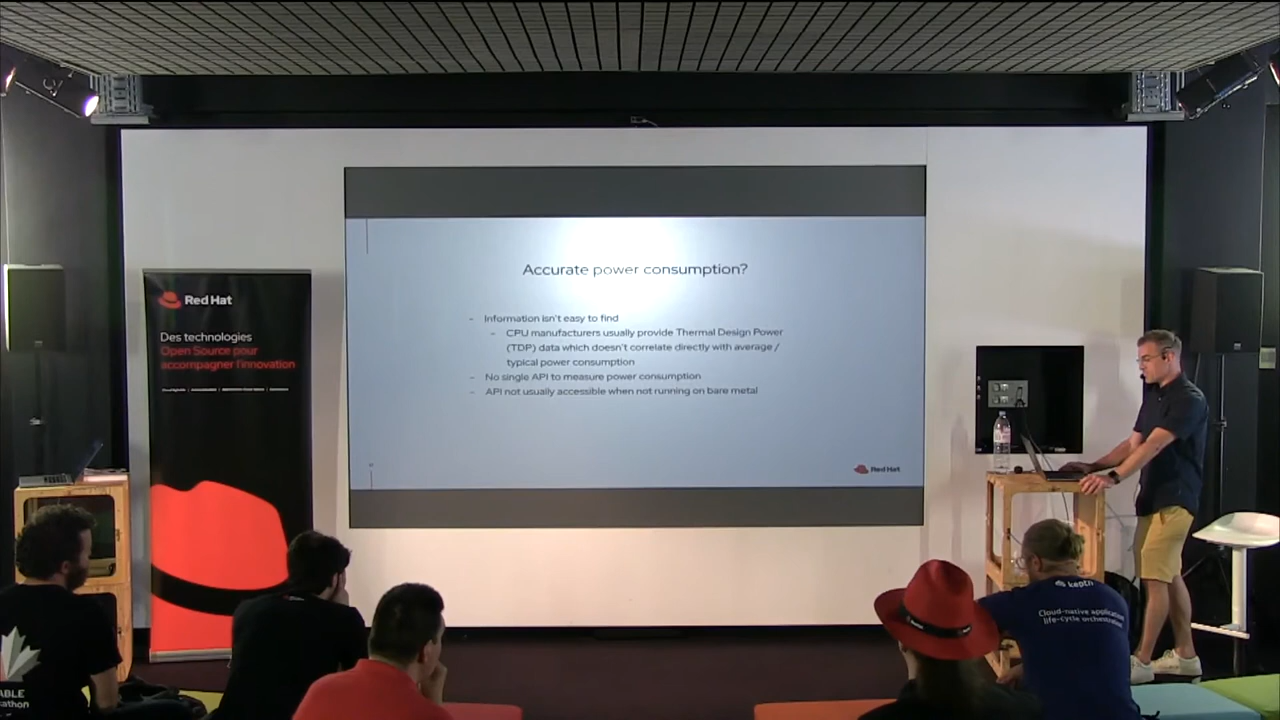 Red Hat
Des technologies
Open Source pour
accompagner l'innovation
Accurate power consumption?
- Information isn't easy to find
- CPU manufacturers usually provide Thermal Design Power
(TDP) data which doesn't correlate directly with average /
typical power consumption
- No single API to measure power consumption
- API not usually accessible when not running on bare metal
Red Hat
keptn
Cloud-native application
life-cycle orchestration
ABLE
athon